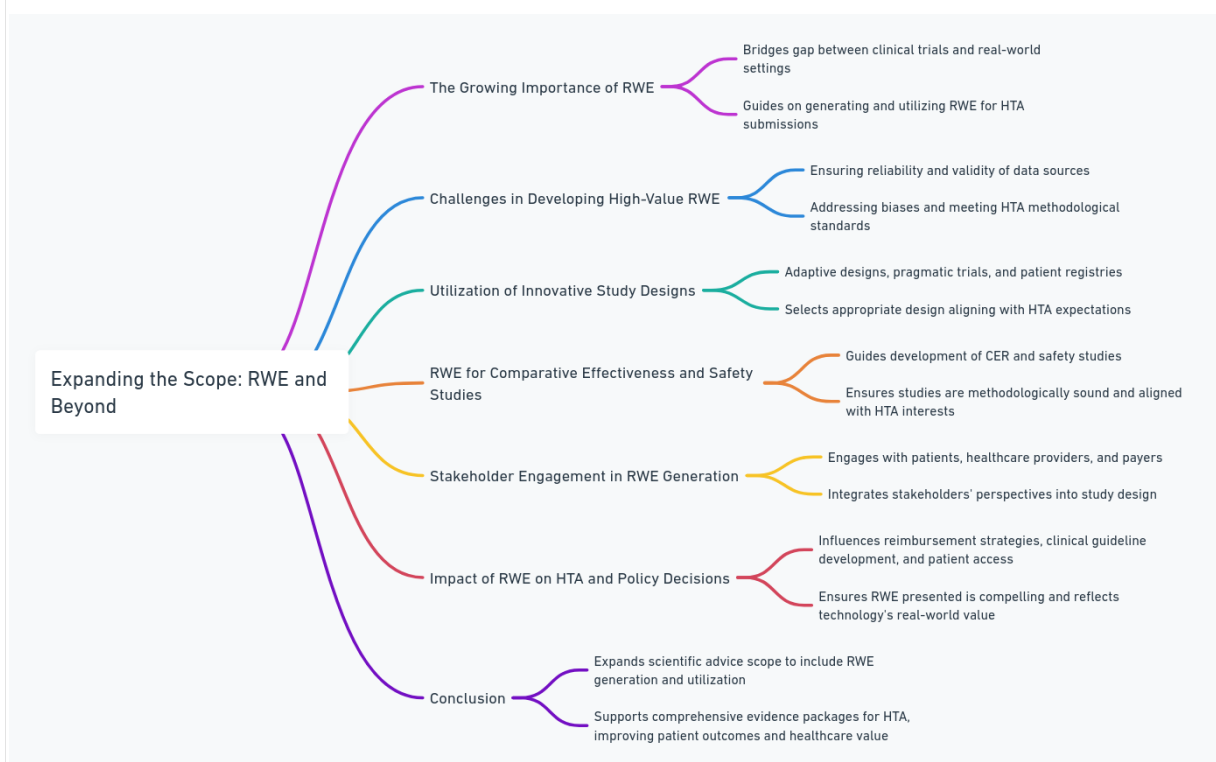 Expanding the Scope: RWE and
Beyond
The Growing Importance of RWE
Bridges gap between clinical trials and real-world
settings
Guides on generating and utilizing RWE for HTA
submissions
Challenges in Developing High-Value RWE
Ensuring reliability and validity of data sources
Addressing biases and meeting HTA methodological
standards
Utilization of Innovative Study Designs
Adaptive designs, pragmatic trials, and patient registries
Selects appropriate design aligning with HTA expectations
RWE for Comparative Effectiveness and Safety
Studies
Guides development of CER and safety studies
Ensures studies are methodologically sound and aligned
with HTA interests
Stakeholder Engagement in RWE Generation
Engages with patients, healthcare providers, and payers
Integrates stakeholders' perspectives into study design
Impact of RWE on HTA and Policy Decisions
Influences reimbursement strategies, clinical guideline
development, and patient access
Ensures RWE presented is compelling and reflects
technology's real-world value
Conclusion
Expands scientific advice scope to include RWE
generation and utilization
Supports comprehensive evidence packages for HTA,
improving patient outcomes and healthcare value